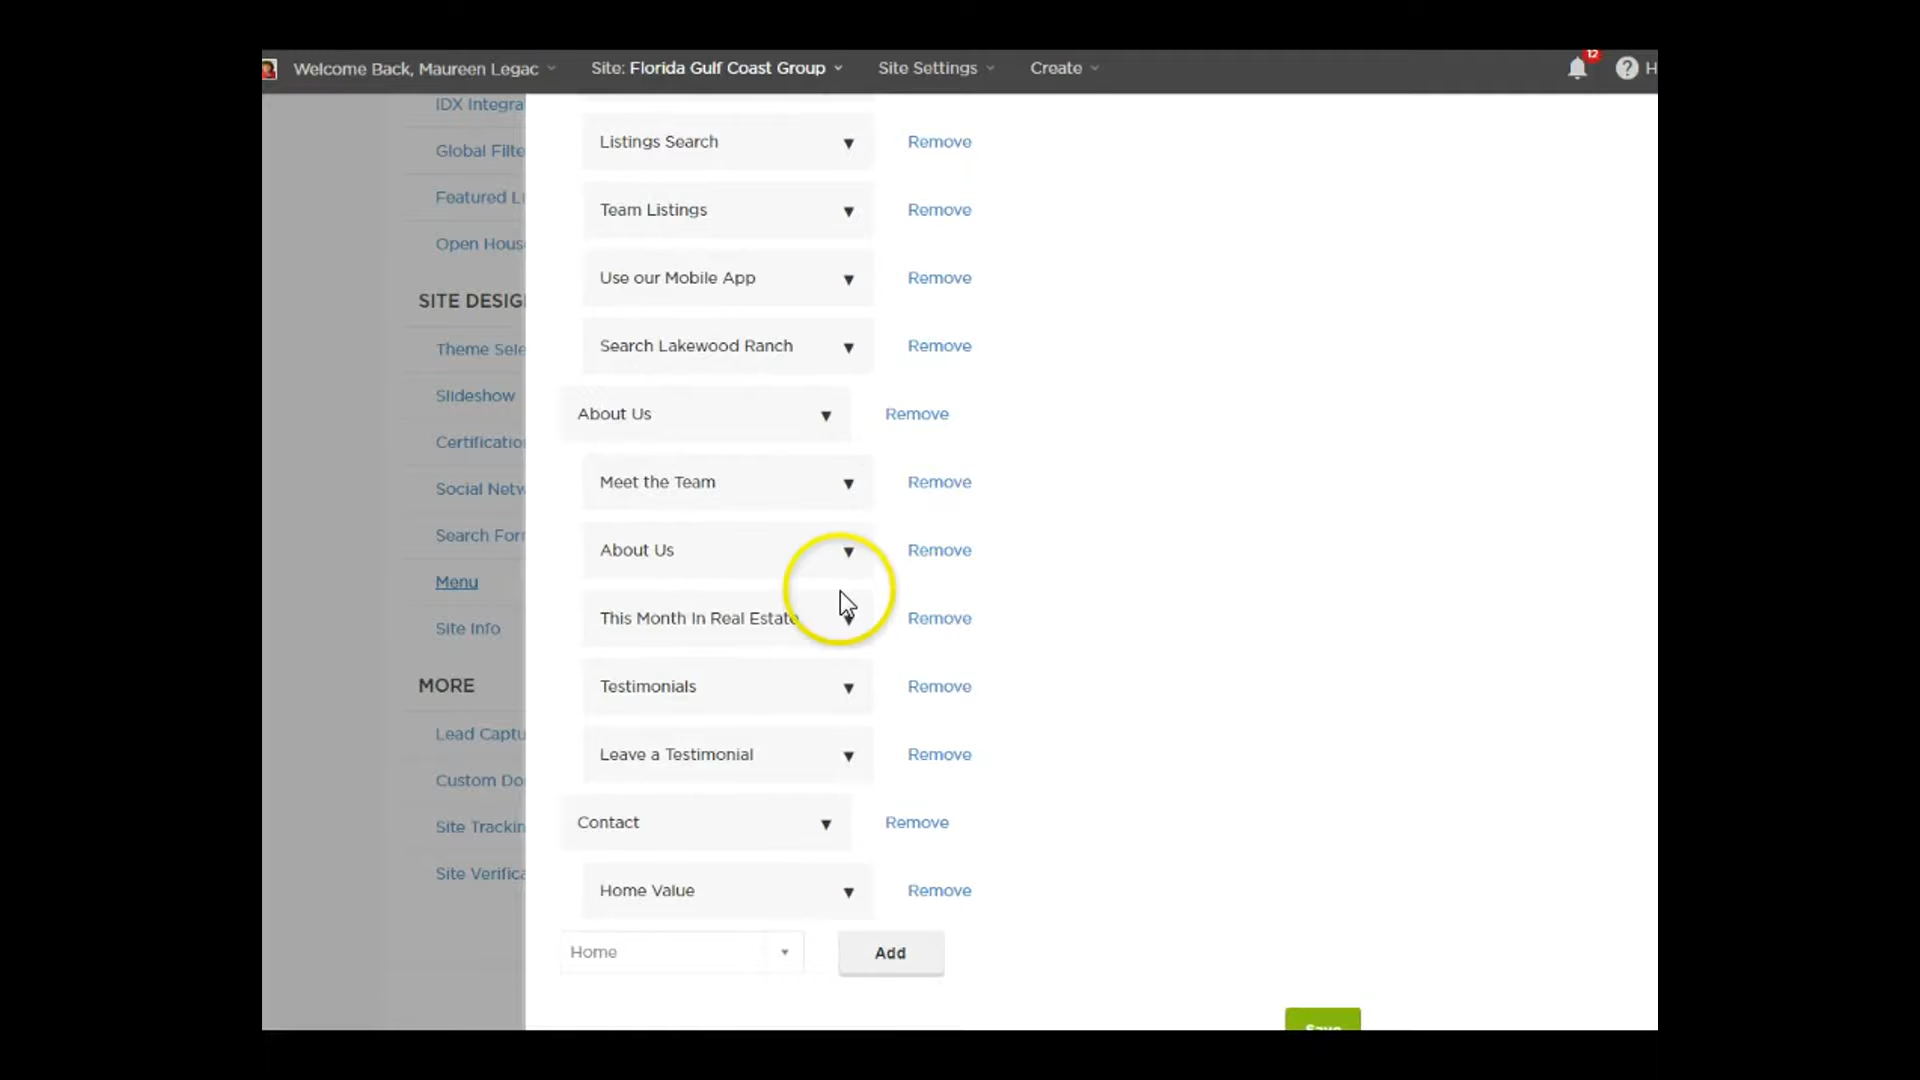 Welcome Back, Maureen Legac Site: Florida Gulf Coast Group Site Settings Create 12 ? H
IDX Integra
Global Filte
Featured Li
Open Hous
SITE DESIG
Theme Sele
Slideshow
Certificatio
Social Netw
Search For
Menu
Site Info
MORE
Lead Captu
Custom Do
Site Trackin
Site Verifica
Listings Search Remove
Team Listings Remove
Use our Mobile App Remove
Search Lakewood Ranch Remove
About Us Remove
Meet the Team Remove
About Us Remove
This Month In Real Estate Remove
Testimonials Remove
Leave a Testimonial Remove
Contact Remove
Home Value Remove
Home Add
Save